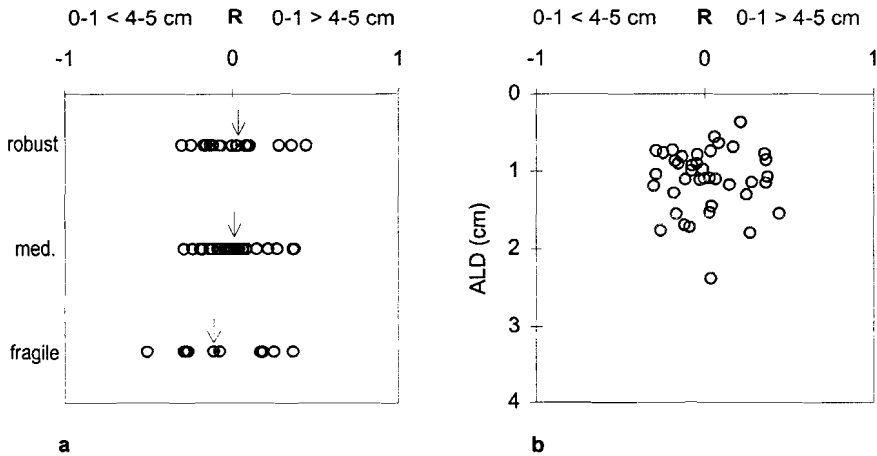 0-1 < 4-5 cm R 0-1 > 4-5 cm
-1 0 1
robust
med.
fragile
a
0-1 < 4-5 cm R 0-1 > 4-5 cm
-1 0 1
0
1
2
3
4
ALD (cm)
b